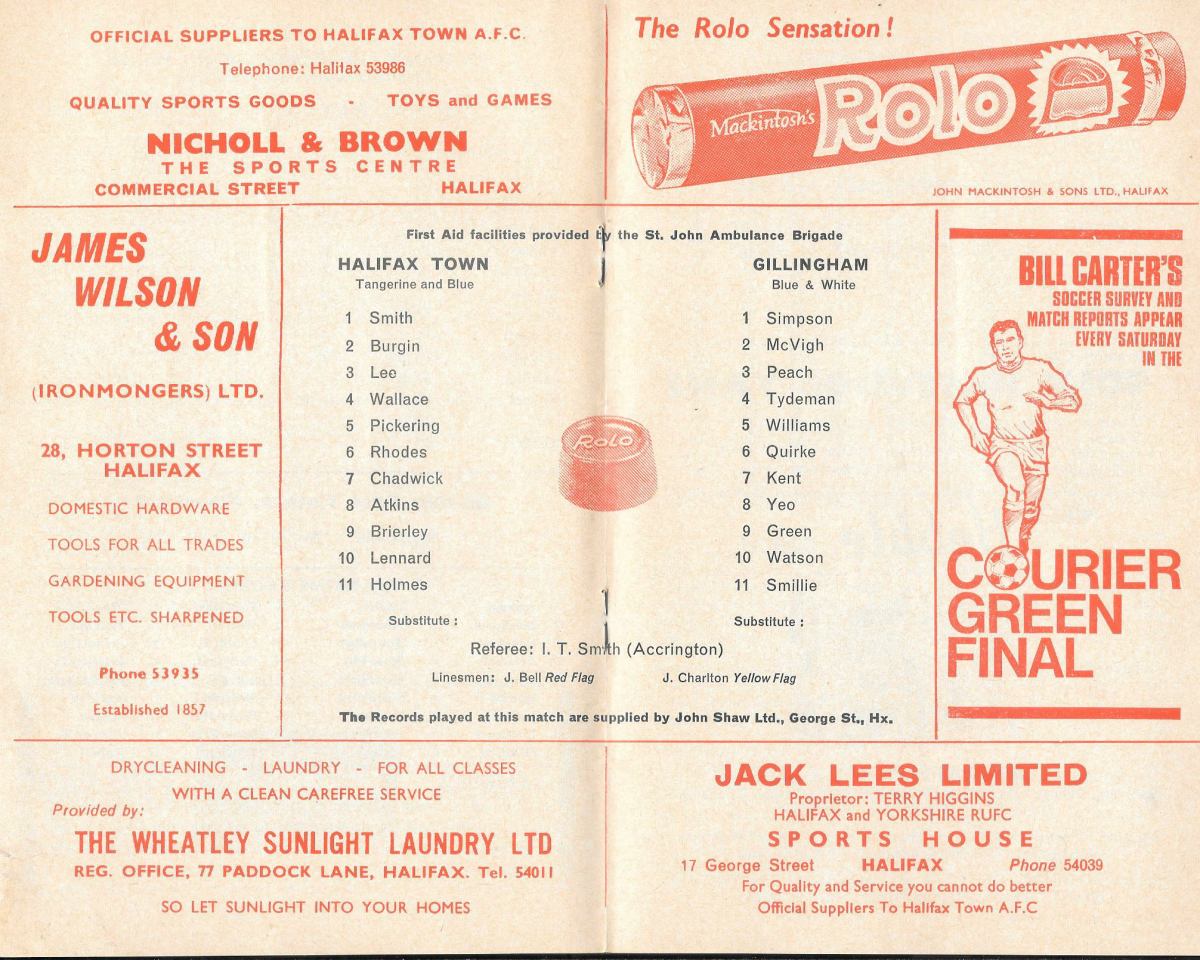 OFFICIAL SUPPLIERS TO HALIFAX TOWN A.F.C.
Telephone: Halifax 53986
QUALITY SPORTS GOODS - TOYS and GAMES
NICHOLL & BROWN
THE SPORTS CENTRE
COMMERCIAL STREET HALIFAX
The Rolo Sensation!
Mackintosh's Rolo
JOHN MACKINTOSH & SONS LTD., HALIFAX
JAMES
WILSON
& SON
(IRONMONGERS) LTD.
28, HORTON STREET
HALIFAX
DOMESTIC HARDWARE
TOOLS FOR ALL TRADES
GARDENING EQUIPMENT
TOOLS ETC. SHARPENED
Phone 53935
Established 1857
First Aid facilities provided by the St. John Ambulance Brigade
HALIFAX TOWN
Tangerine and Blue
1 Smith
2 Burgin
3 Lee
4 Wallace
5 Pickering
6 Rhodes
7 Chadwick
8 Atkins
9 Brierley
10 Lennard
11 Holmes
Substitute :
ROLO
GILLINGHAM
Blue & White
1 Simpson
2 McVigh
3 Peach
4 Tydeman
5 Williams
6 Quirke
7 Kent
8 Yeo
9 Green
10 Watson
11 Smillie
Substitute :
Referee: I. T. Smith (Accrington)
Linesmen: J. Bell Red Flag J. Charlton Yellow Flag
The Records played at this match are supplied by John Shaw Ltd., George St., Hx.
BILL CARTER'S
SOCCER SURVEY AND
MATCH REPORTS APPEAR
EVERY SATURDAY
IN THE
COURIER
GREEN
FINAL
DRYCLEANING - LAUNDRY - FOR ALL CLASSES
WITH A CLEAN CAREFREE SERVICE
Provided by:
THE WHEATLEY SUNLIGHT LAUNDRY LTD
REG. OFFICE, 77 PADDOCK LANE, HALIFAX. Tel. 54011
SO LET SUNLIGHT INTO YOUR HOMES
JACK LEES LIMITED
Proprietor: TERRY HIGGINS
HALIFAX and YORKSHIRE RUFC
SPORTS HOUSE
17 George Street HALIFAX Phone 54039
For Quality and Service you cannot do better
Official Suppliers To Halifax Town A.F.C